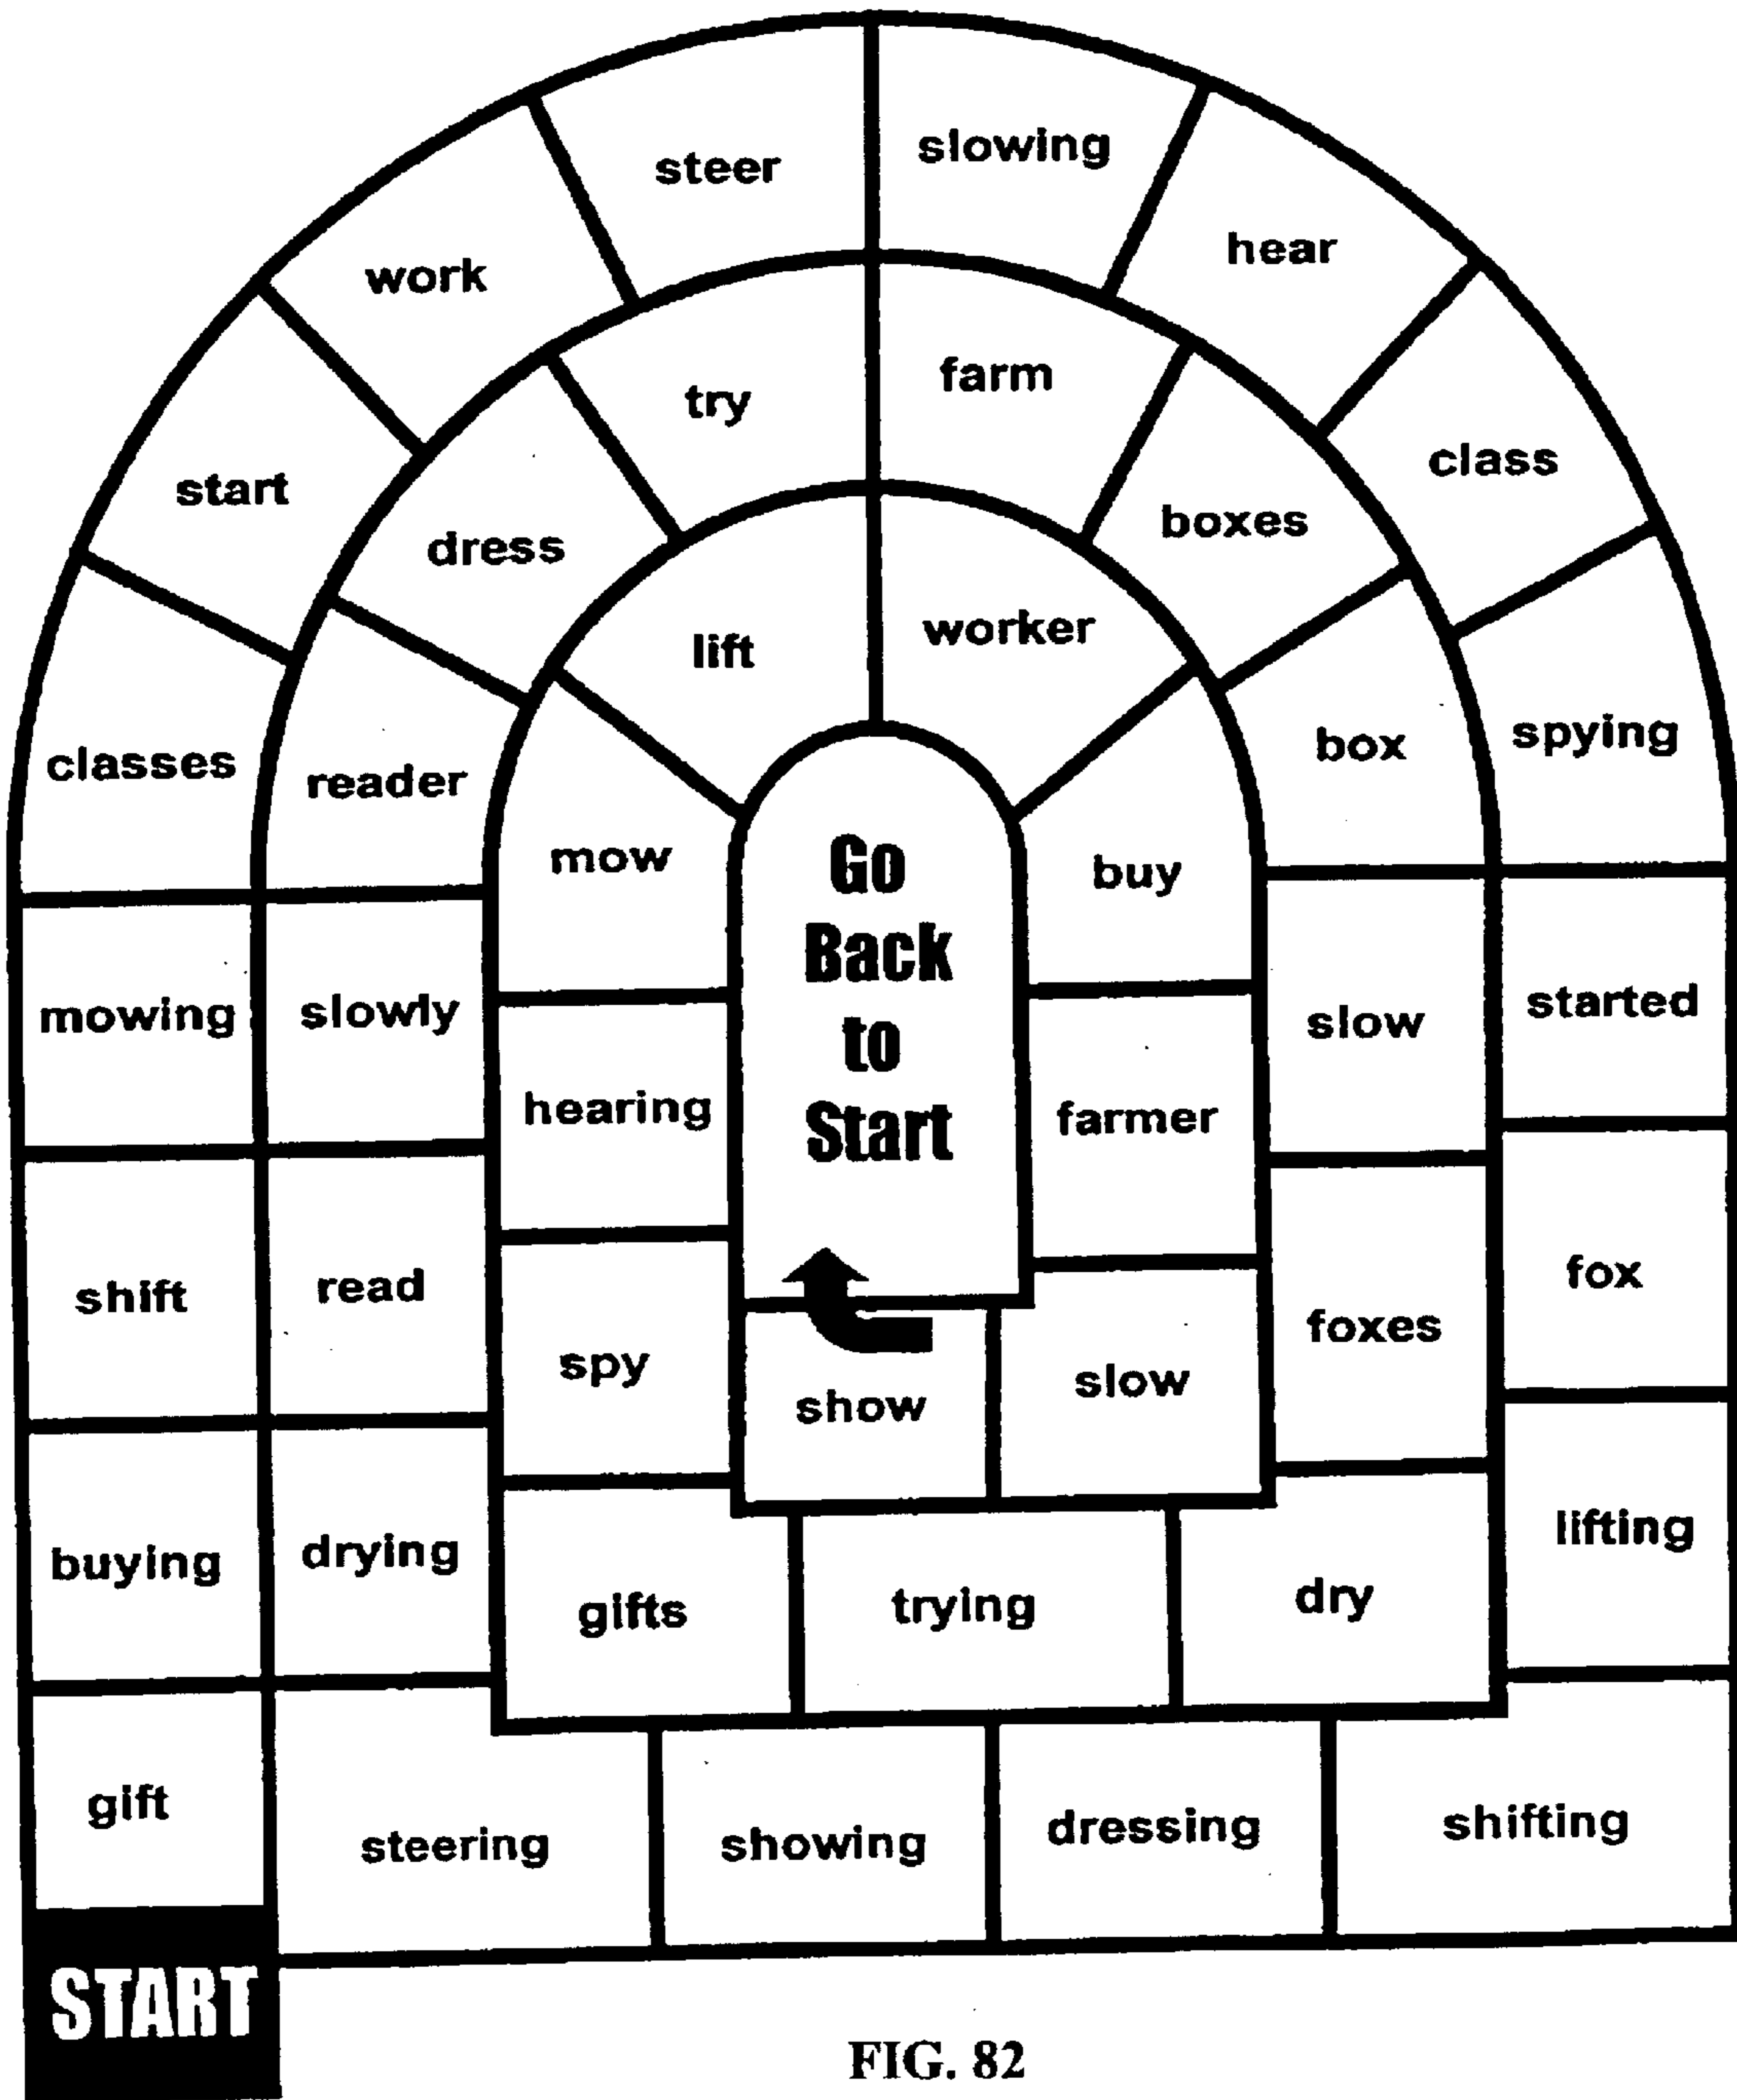 steer
slowing
work
hear
try
farm
start
class
dress
boxes
lift
worker
classes
reader
box
spying
mow
Go
Back
to
Start
buy
mowing
slowly
slow
started
hearing
farmer
shift
read
fox
foxes
spy
show
slow
buying
drying
lifting
gifts
trying
dry
gift
steering
showing
dressing
shifting
START
FIG. 82